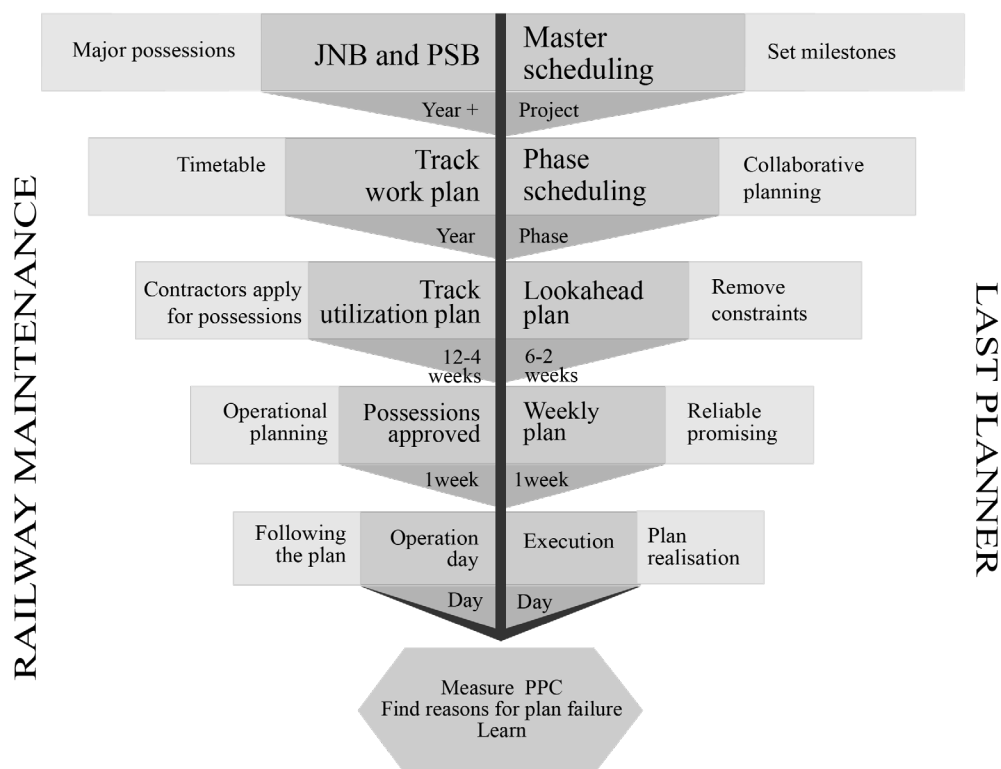 RAILWAY MAINTENANCE
LAST PLANNER
Major possessions
JNB and PSB
Master
scheduling
Set milestones
Year +
Project
Timetable
Track
work plan
Phase
scheduling
Collaborative
planning
Year
Phase
Contractors apply
for possessions
Track
utilization plan
Lookahead
plan
Remove
constraints
12-4
weeks
6-2
weeks
Operational
planning
Possessions
approved
Weekly
plan
Reliable
promising
1week
1week
Following
the plan
Operation
day
Execution
Plan
realisation
Day
Day
Measure PPC
Find reasons for plan failure
Learn